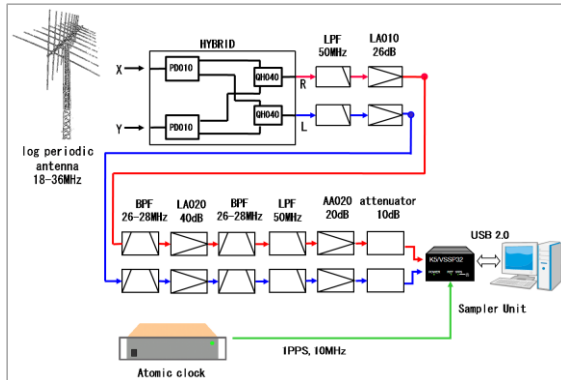 HYBRID
LPF
50MHz
LA010
26dB
X
PD010
QH040
R
Y
PD010
QH040
L
log periodic
antenna
18-36MHz
BPF
26-28MHz
LA020
40dB
BPF
26-28MHz
LPF
50MHz
AA020
20dB
attenuator
10dB
K5/VSSP32
USB 2.0
Sampler Unit
1PPS, 10MHz
Atomic clock